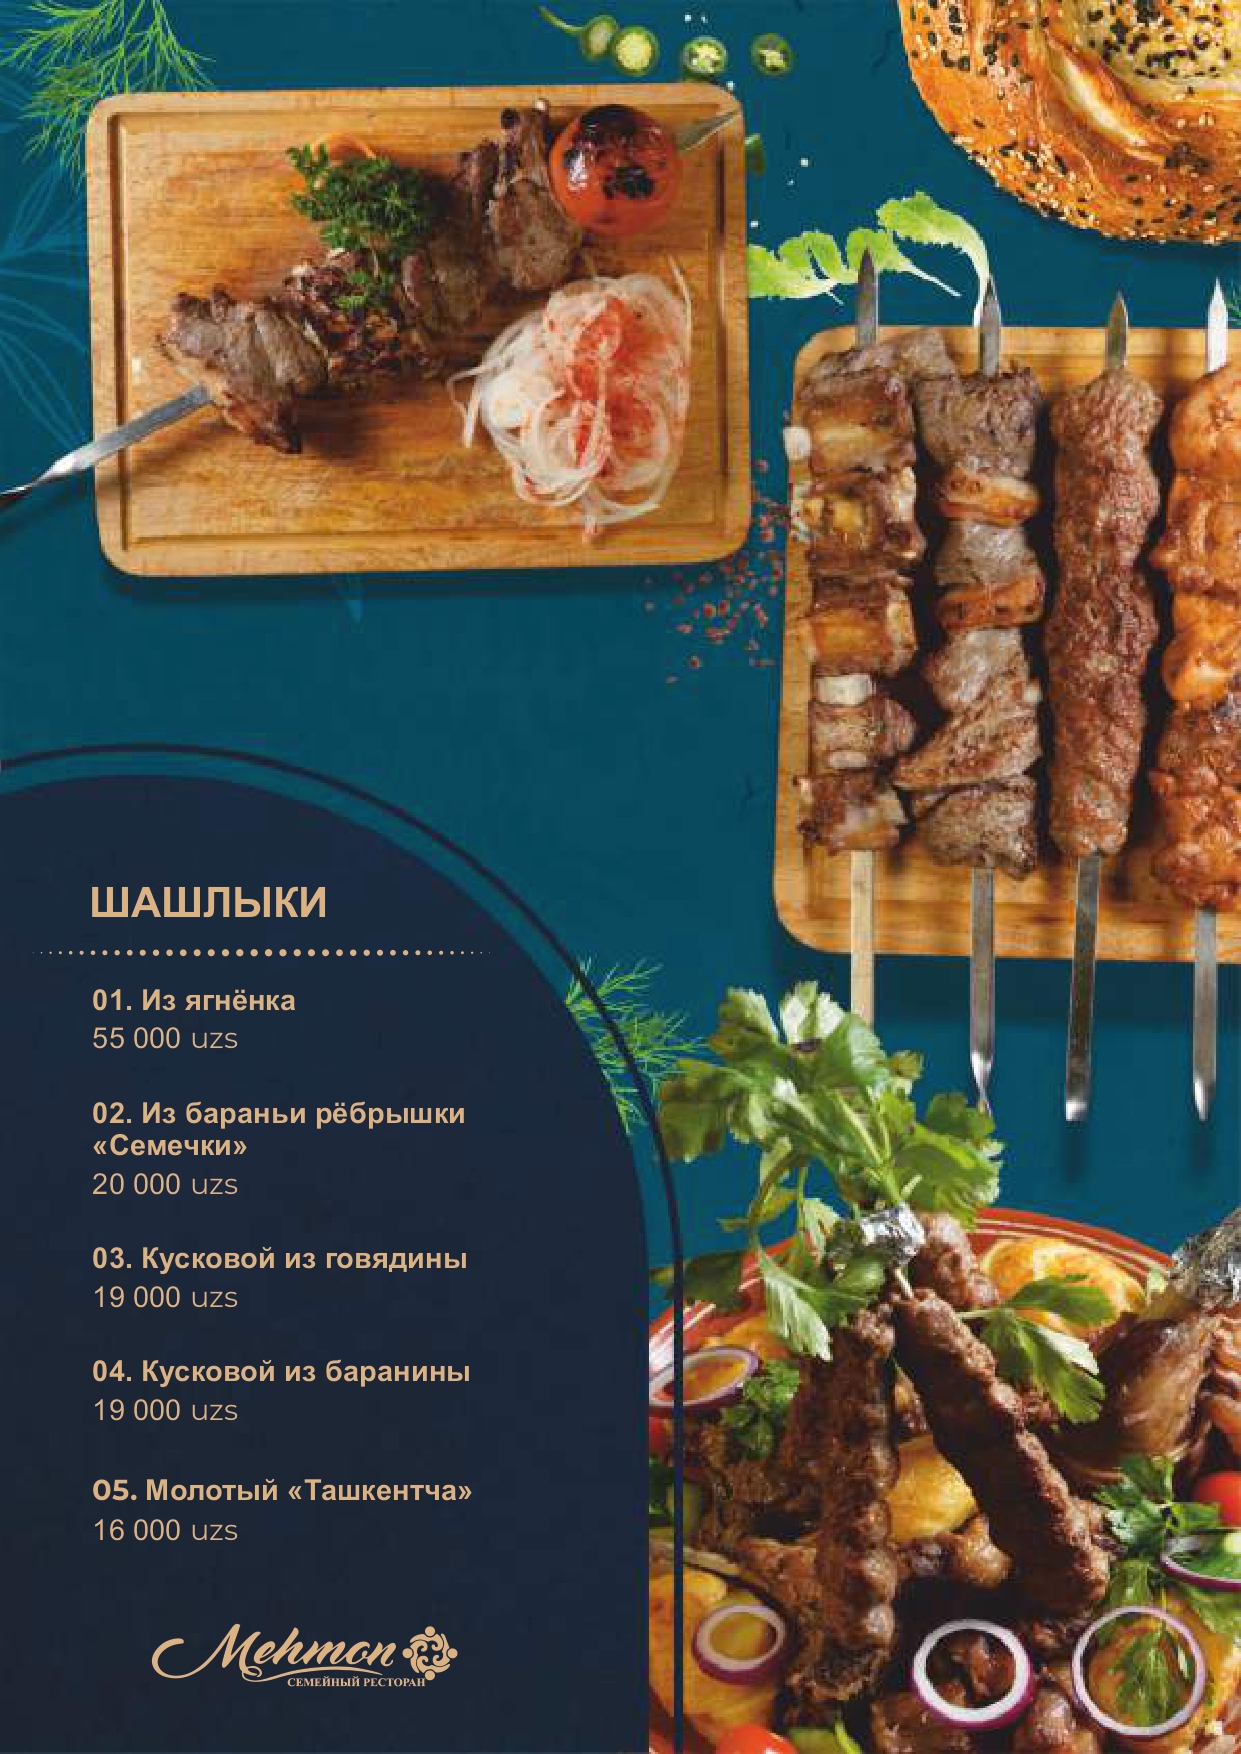 ШАШЛЫКИ
01. Из ягнёнка
55 000 uzs
02. Из бараньи рёбрышки
«Семечки»
20 000 uzs
03. Кусковой из говядины
19 000 uzs
04. Кусковой из баранины
19 000 uzs
05. Молотый «Ташкентча»
16 000 uzs
Mehmon
СЕМЕЙНЫЙ РЕСТОРАН